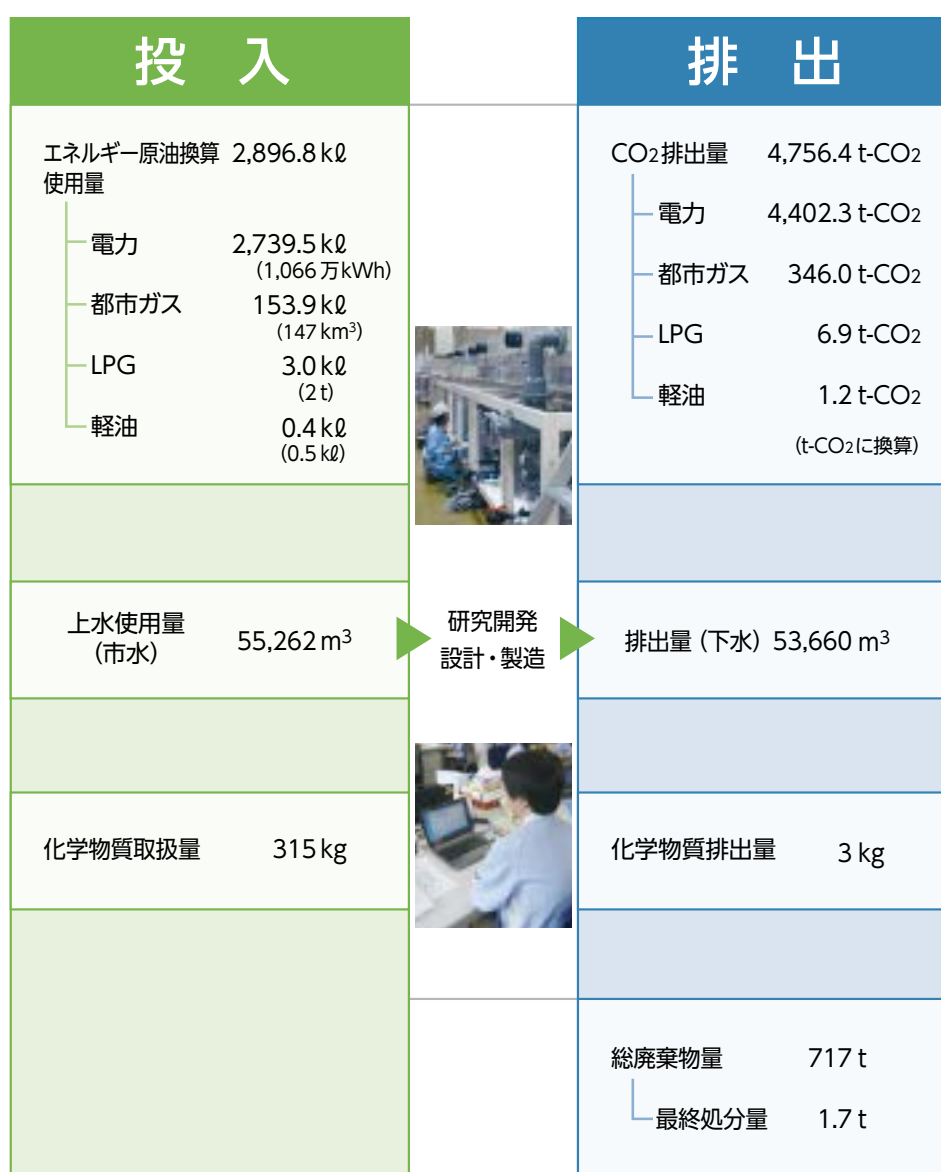 投 入
エネルギー原油換算 2,896.8 kℓ
使用量
電力 2,739.5 kℓ
(1,066 万kWh)
都市ガス 153.9 kℓ
(147 km³)
LPG 3.0 kℓ
(2 t)
軽油 0.4 kℓ
(0.5 kℓ)
上水使用量
(市水) 55,262 m³
化学物質取扱量 315 kg
研究開発
設計・製造
排 出
CO2排出量 4,756.4 t-CO2
電力 4,402.3 t-CO2
都市ガス 346.0 t-CO2
LPG 6.9 t-CO2
軽油 1.2 t-CO2
(t-CO2に換算)
排出量 (下水) 53,660 m³
化学物質排出量 3 kg
総廃棄物量 717 t
最終処分量 1.7 t